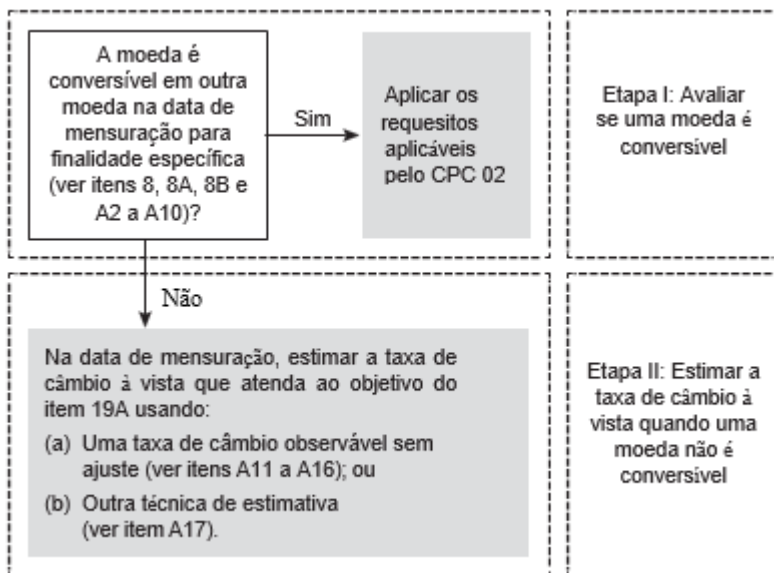 A moeda é
conversível em outra
moeda na data de
mensuração para
finalidade específica
(ver itens 8, 8A, 8B e
A2 a A10)?
Sim
Aplicar os
requesitos
aplicáveis
pelo CPC 02
Etapa I: Avaliar
se uma moeda é
conversível
Não
Na data de mensuração, estimar a taxa de
câmbio à vista que atenda ao objetivo do
item 19A usando:
(a) Uma taxa de câmbio observável sem
ajuste (ver itens A11 a A16); ou
(b) Outra técnica de estimativa
(ver item A17).
Etapa II: Estimar a
taxa de câmbio à
vista quando uma
moeda não é
conversível